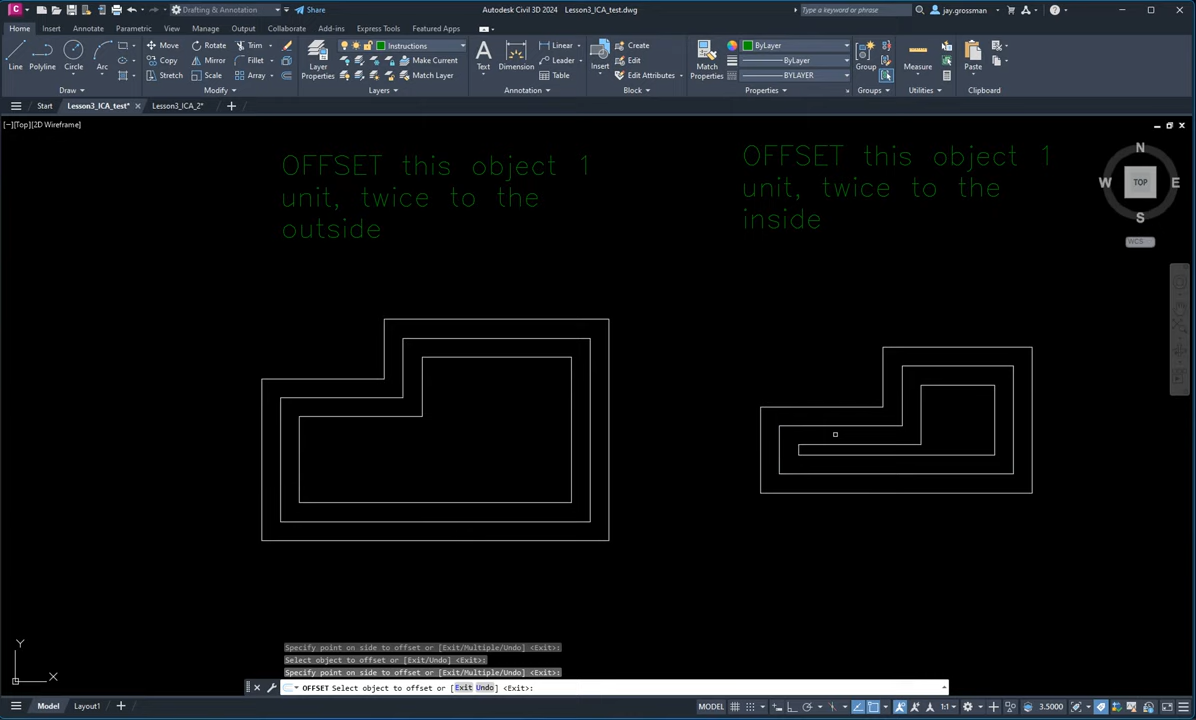 Drafting & Annotation
Share
Autodesk Civil 3D 2024 Lesson3_ICA_test.dwg
Type a keyword or phrase
jay.grossman
Home Insert Annotate Parametric View Manage Output Collaborate Add-ins Express Tools Featured Apps
Line Polyline Circle Arc
Move Rotate Trim
Copy Mirror Fillet
Stretch Scale Array
Layer Properties
Instructions
Make Current
Match Layer
Text Dimension
Linear
Leader
Table
Insert
Create
Edit
Edit Attributes
Match Properties
ByLayer
ByLayer
BYLAYER
Group
Measure
Paste
Draw Modify Layers Annotation Block Properties Groups Utilities Clipboard
Start Lesson3_ICA_test* Lesson3_ICA_2*
[−][Top][2D Wireframe]
OFFSET this object 1
unit, twice to the
outside
OFFSET this object 1
unit, twice to the
inside
N
W TOP E
S
WCS
Y
X
Specify point on side to offset or [Exit/Multiple/Undo] <Exit>:
Select object to offset or [Exit/Undo] <Exit>:
Specify point on side to offset or [Exit/Multiple/Undo] <Exit>:
OFFSET Select object to offset or [Exit Undo] <Exit>:
Model Layout1
MODEL 1:1 3.5000